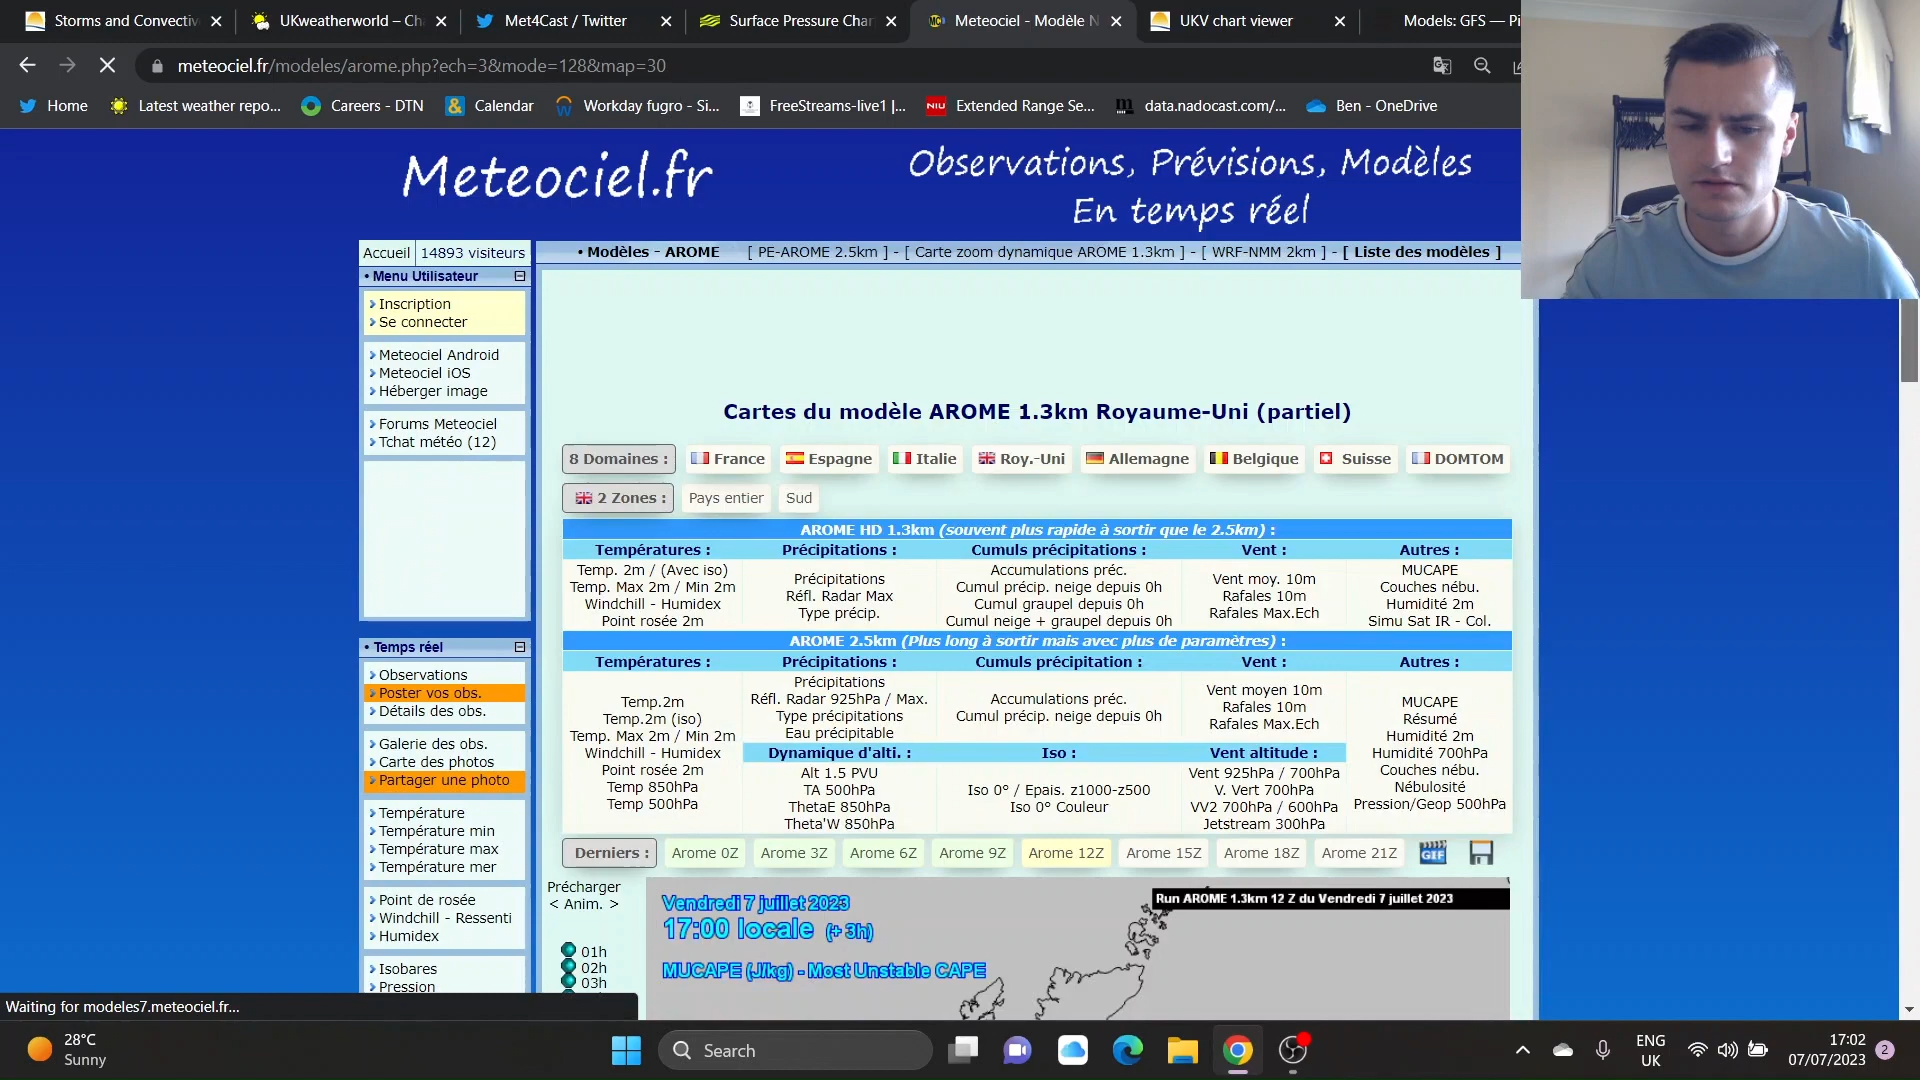 Storms and Convectiv
UKweatherworld – Ch
Met4Cast / Twitter
Surface Pressure Char
Meteociel - Modèle N
UKV chart viewer
Models: GFS — Pi
meteociel.fr/modeles/arome.php?ech=3&mode=128&map=30
Home
Latest weather repo...
Careers - DTN
Calendar
Workday fugro - Si...
FreeStreams-live1 |...
NIU
Extended Range Se...
data.nadocast.com/...
Ben - OneDrive
Meteociel.fr
Observations, Prévisions, Modèles
En temps réel
Accueil 14893 visiteurs
• Modèles - AROME [ PE-AROME 2.5km ] - [ Carte zoom dynamique AROME 1.3km ] - [ WRF-NMM 2km ] - [ Liste des modèles ]
• Menu Utilisateur
Inscription
Se connecter
Meteociel Android
Meteociel iOS
Héberger image
Forums Meteociel
Tchat météo (12)
• Temps réel
Observations
Poster vos obs.
Détails des obs.
Galerie des obs.
Carte des photos
Partager une photo
Température
Température min
Température max
Température mer
Point de rosée
Windchill - Ressenti
Humidex
Isobares
Pression
Cartes du modèle AROME 1.3km Royaume-Uni (partiel)
8 Domaines : France Espagne Italie Roy.-Uni Allemagne Belgique Suisse DOMTOM
2 Zones : Pays entier Sud
AROME HD 1.3km (souvent plus rapide à sortir que le 2.5km) :
Températures : Précipitations : Cumuls précipitations : Vent : Autres :
Temp. 2m / (Avec iso)
Temp. Max 2m / Min 2m
Windchill - Humidex
Point rosée 2m
Précipitations
Réfl. Radar Max
Type précip.
Accumulations préc.
Cumul précip. neige depuis 0h
Cumul graupel depuis 0h
Cumul neige + graupel depuis 0h
Vent moy. 10m
Rafales 10m
Rafales Max.Ech
MUCAPE
Couches nébu.
Humidité 2m
Simu Sat IR - Col.
AROME 2.5km (Plus long à sortir mais avec plus de paramètres) :
Températures : Précipitations : Cumuls précipitation : Vent : Autres :
Temp.2m
Temp.2m (iso)
Temp. Max 2m / Min 2m
Windchill - Humidex
Point rosée 2m
Temp 850hPa
Temp 500hPa
Précipitations
Réfl. Radar 925hPa / Max.
Type précipitations
Eau précipitable
Accumulations préc.
Cumul précip. neige depuis 0h
Vent moyen 10m
Rafales 10m
Rafales Max.Ech
Dynamique d'alti. : Iso : Vent altitude :
Alt 1.5 PVU
TA 500hPa
ThetaE 850hPa
Theta'W 850hPa
Iso 0° / Epais. z1000-z500
Iso 0° Couleur
Vent 925hPa / 700hPa
V. Vert 700hPa
VV2 700hPa / 600hPa
Jetstream 300hPa
MUCAPE
Résumé
Humidité 2m
Humidité 700hPa
Couches nébu.
Nébulosité
Pression/Geop 500hPa
Derniers : Arome 0Z Arome 3Z Arome 6Z Arome 9Z Arome 12Z Arome 15Z Arome 18Z Arome 21Z GIF
Précharger
< Anim. >
01h
02h
03h
Vendredi 7 juillet 2023
17:00 locale (+ 3h)
MUCAPE (J/kg) - Most Unstable CAPE
Run AROME 1.3km 12 Z du Vendredi 7 juillet 2023
Waiting for modeles7.meteociel.fr...
28°C
Sunny
Search
ENG
UK
17:02
07/07/2023
2